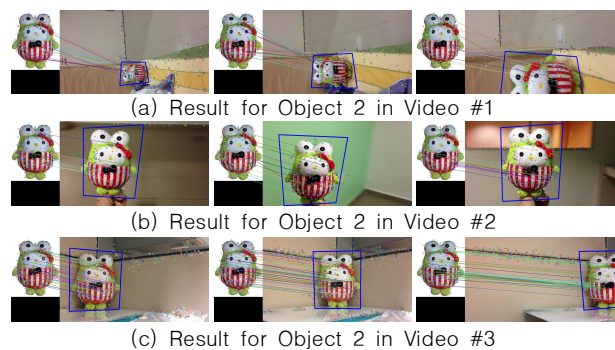 (a) Result for Object 2 in Video #1
(b) Result for Object 2 in Video #2
(c) Result for Object 2 in Video #3